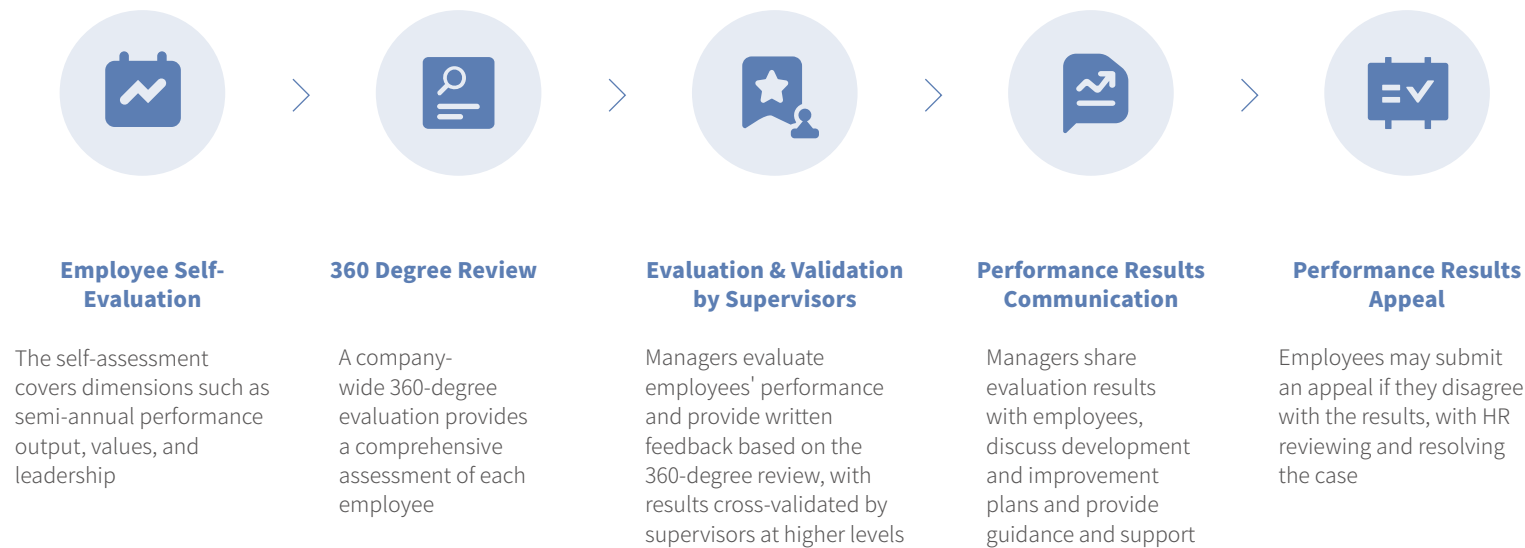 Employee Self-
Evaluation
The self-assessment
covers dimensions such as
semi-annual performance
output, values, and
leadership
360 Degree Review
A company-
wide 360-degree
evaluation provides
a comprehensive
assessment of each
employee
Evaluation & Validation
by Supervisors
Managers evaluate
employees' performance
and provide written
feedback based on the
360-degree review, with
results cross-validated by
supervisors at higher levels
Performance Results
Communication
Managers share
evaluation results
with employees,
discuss development
and improvement
plans and provide
guidance and support
Performance Results
Appeal
Employees may submit
an appeal if they disagree
with the results, with HR
reviewing and resolving
the case